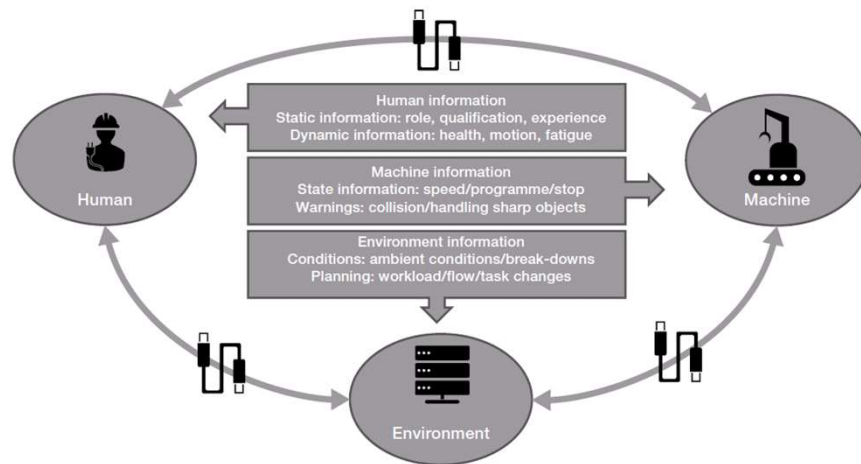 Human information
Static information: role, qualification, experience
Dynamic information: health, motion, fatigue
Human
Machine information
State information: speed/programme/stop
Warnings: collision/handling sharp objects
Machine
Environment information
Conditions: ambient conditions/break-downs
Planning: workload/flow/task changes
Environment